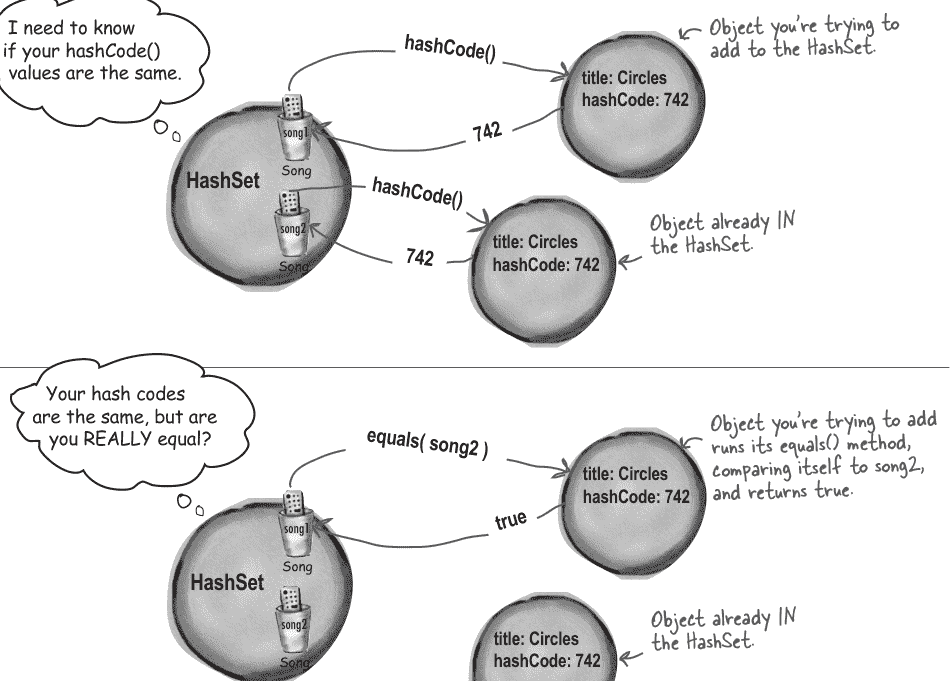 I need to know
if your hashCode()
values are the same.
hashCode()
Object you're trying to
add to the HashSet.
title: Circles
hashCode: 742
song1
742
Song
HashSet
hashCode()
song2
742
Song
title: Circles
hashCode: 742
Object already IN
the HashSet.
Your hash codes
are the same, but are
you REALLY equal?
equals( song2 )
Object you're trying to add
runs its equals() method,
comparing itself to song2,
and returns true.
title: Circles
hashCode: 742
song1
true
Song
HashSet
song2
Song
title: Circles
hashCode: 742
Object already IN
the HashSet.